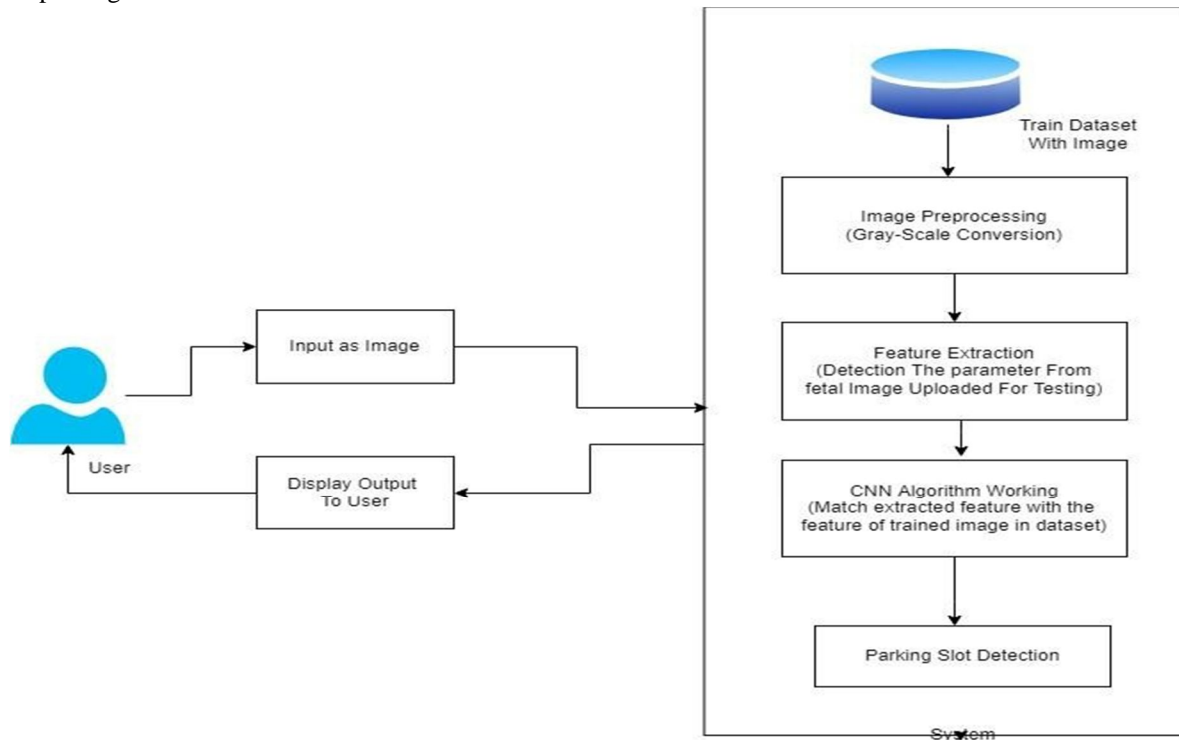 Train Dataset
With Image
Image Preprocessing
(Gray-Scale Conversion)
Input as Image
Feature Extraction
(Detection The parameter From
fetal Image Uploaded For Testing)
User
Display Output
To User
CNN Algorithm Working
(Match extracted feature with the
feature of trained image in dataset)
Parking Slot Detection
System